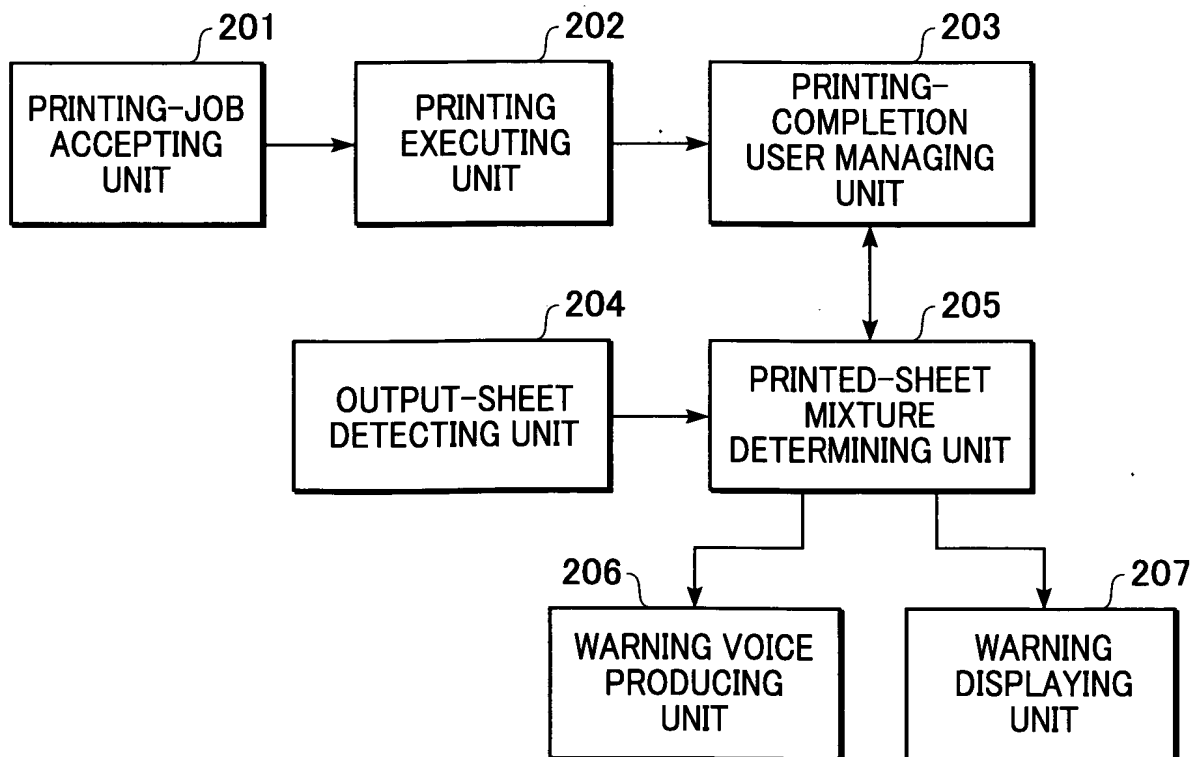 201
PRINTING-JOB
ACCEPTING
UNIT
202
PRINTING
EXECUTING
UNIT
203
PRINTING-
COMPLETION
USER MANAGING
UNIT
204
OUTPUT-SHEET
DETECTING UNIT
205
PRINTED-SHEET
MIXTURE
DETERMINING UNIT
206
WARNING VOICE
PRODUCING
UNIT
207
WARNING
DISPLAYING
UNIT